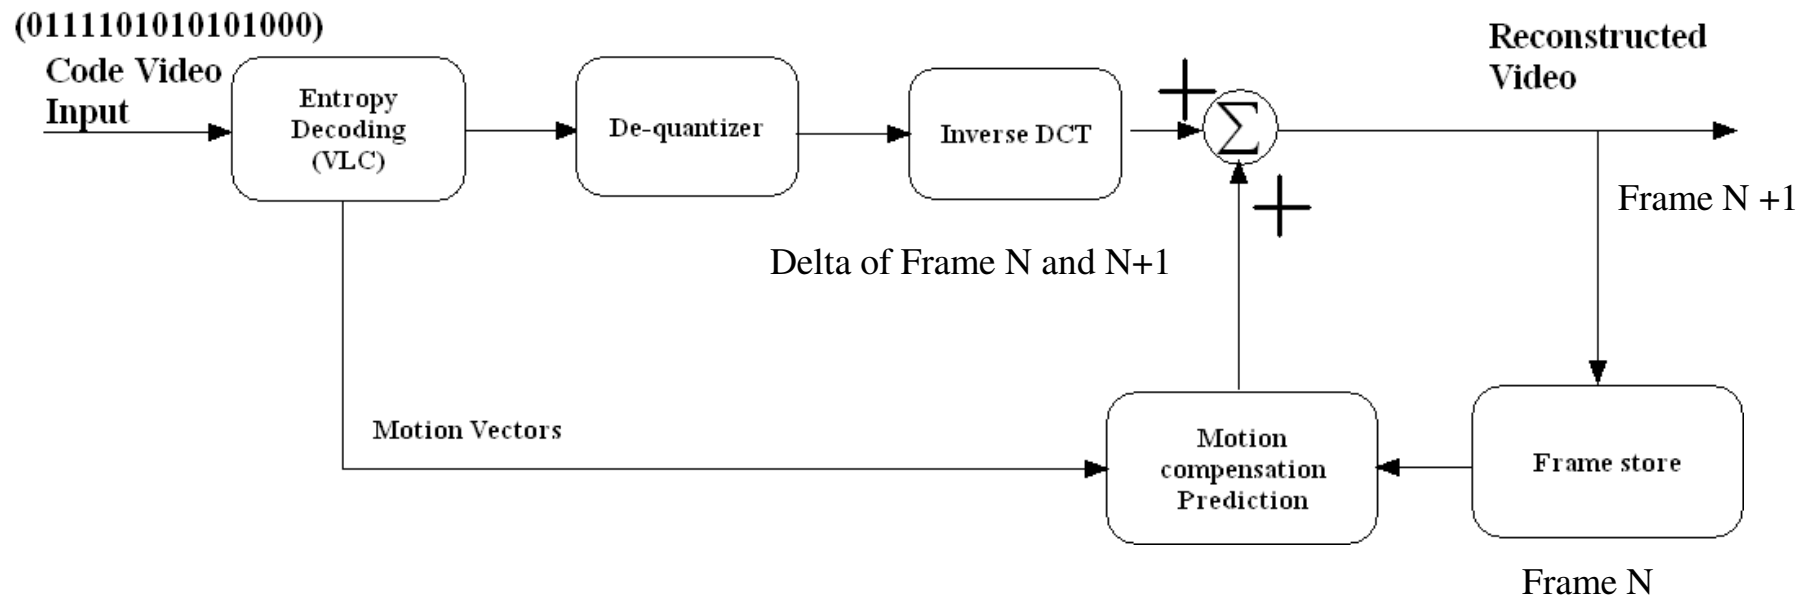 (0111101010101000)
Code Video
Input
Entropy
Decoding
(VLC)
De-quantizer
Inverse DCT
+
Σ
+
Reconstructed
Video
Frame N +1
Delta of Frame N and N+1
Motion Vectors
Motion
compensation
Prediction
Frame store
Frame N